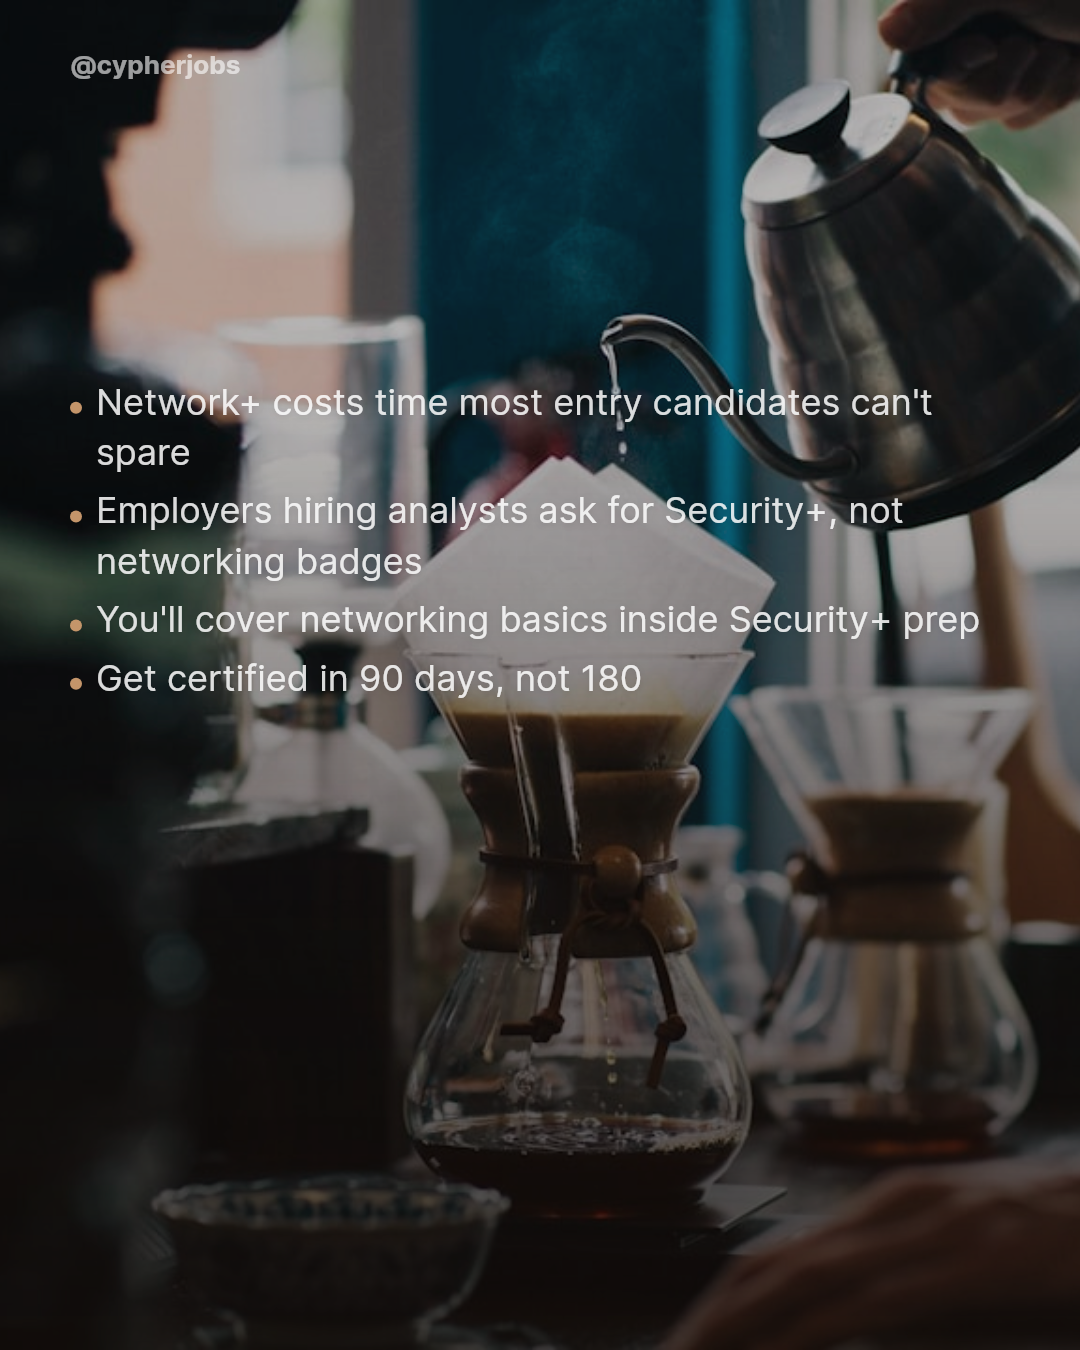 @cypherjobs
Network+ costs time most entry candidates can't
spare
Employers hiring analysts ask for Security+, not
networking badges
You'll cover networking basics inside Security+ prep
Get certified in 90 days, not 180